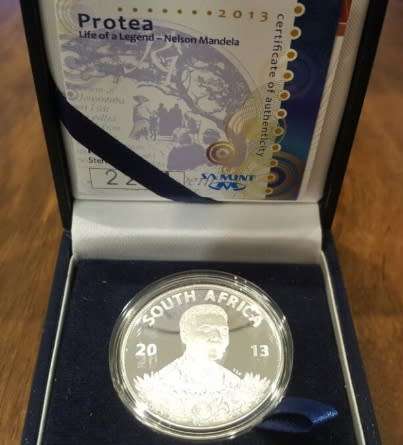 Protea
2013
Life of a Legend – Nelson Mandela
certificate of authenticity
SA MINT
SOUTH AFRICA
20 13